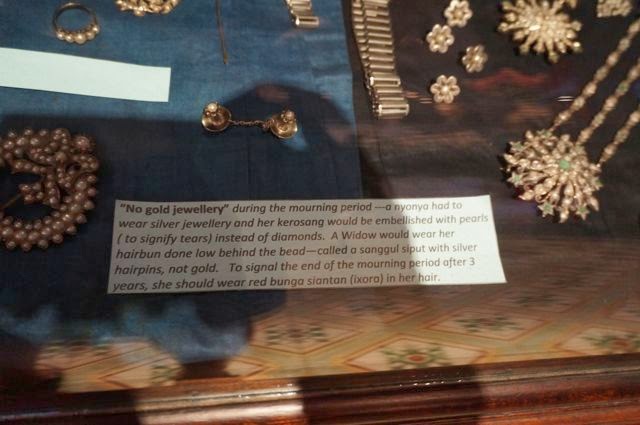 “No gold jewellery” during the mourning period ---a nyonya had to
wear silver jewellery and her kerosang would be embellished with pearls
( to signify tears) instead of diamonds.  A Widow would wear her
hairbun done low behind the bead—called a sanggul siput with silver
hairpins, not gold.   To signal the end of the mourning period after 3
years, she should wear red bunga siantan (ixora) in her hair.